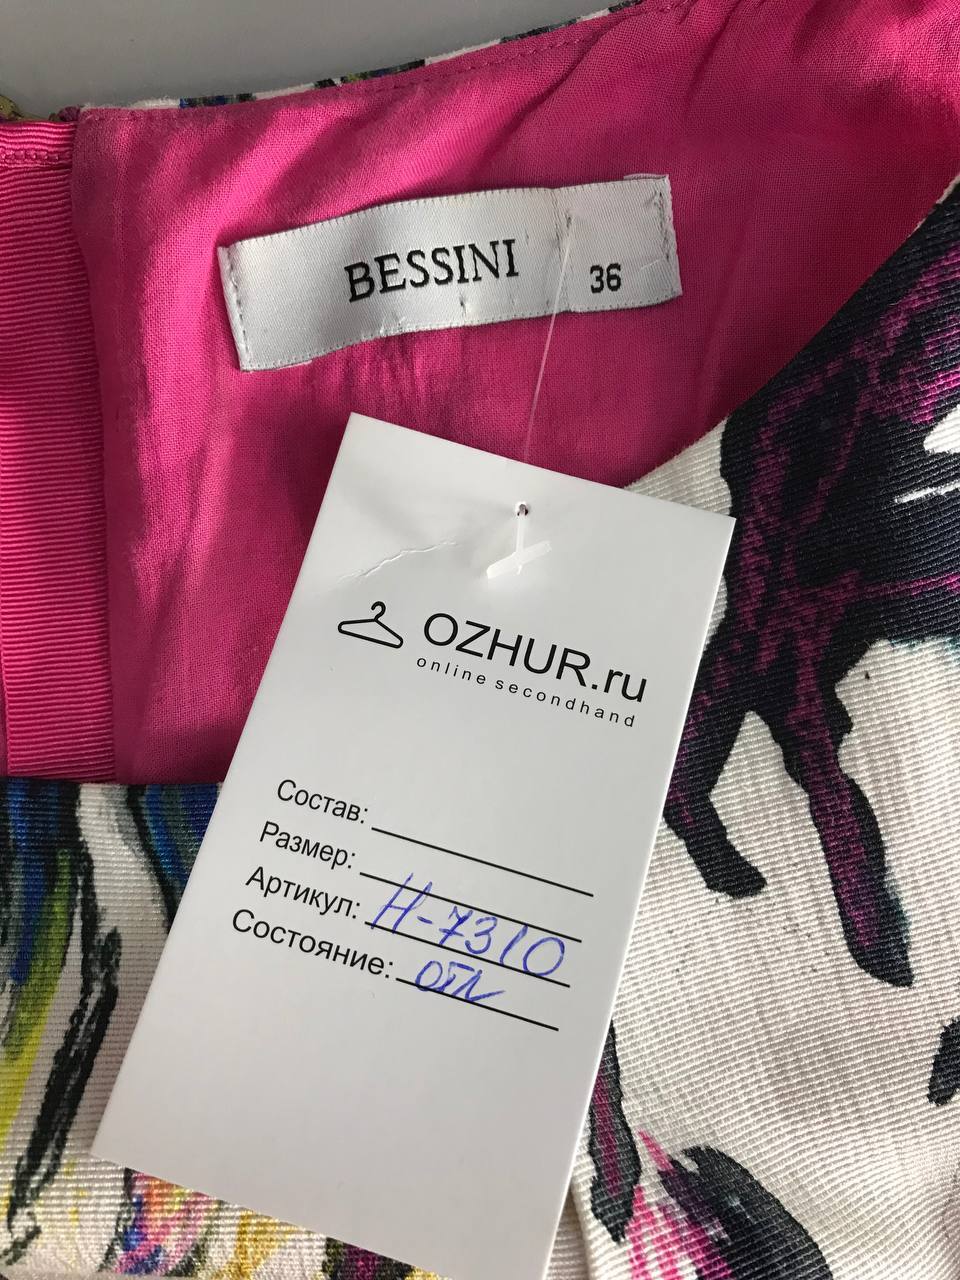 BESSINI
36
OZHUR.ru
online secondhand
Состав:
Размер:
Артикул: Н-7310
Состояние: отл